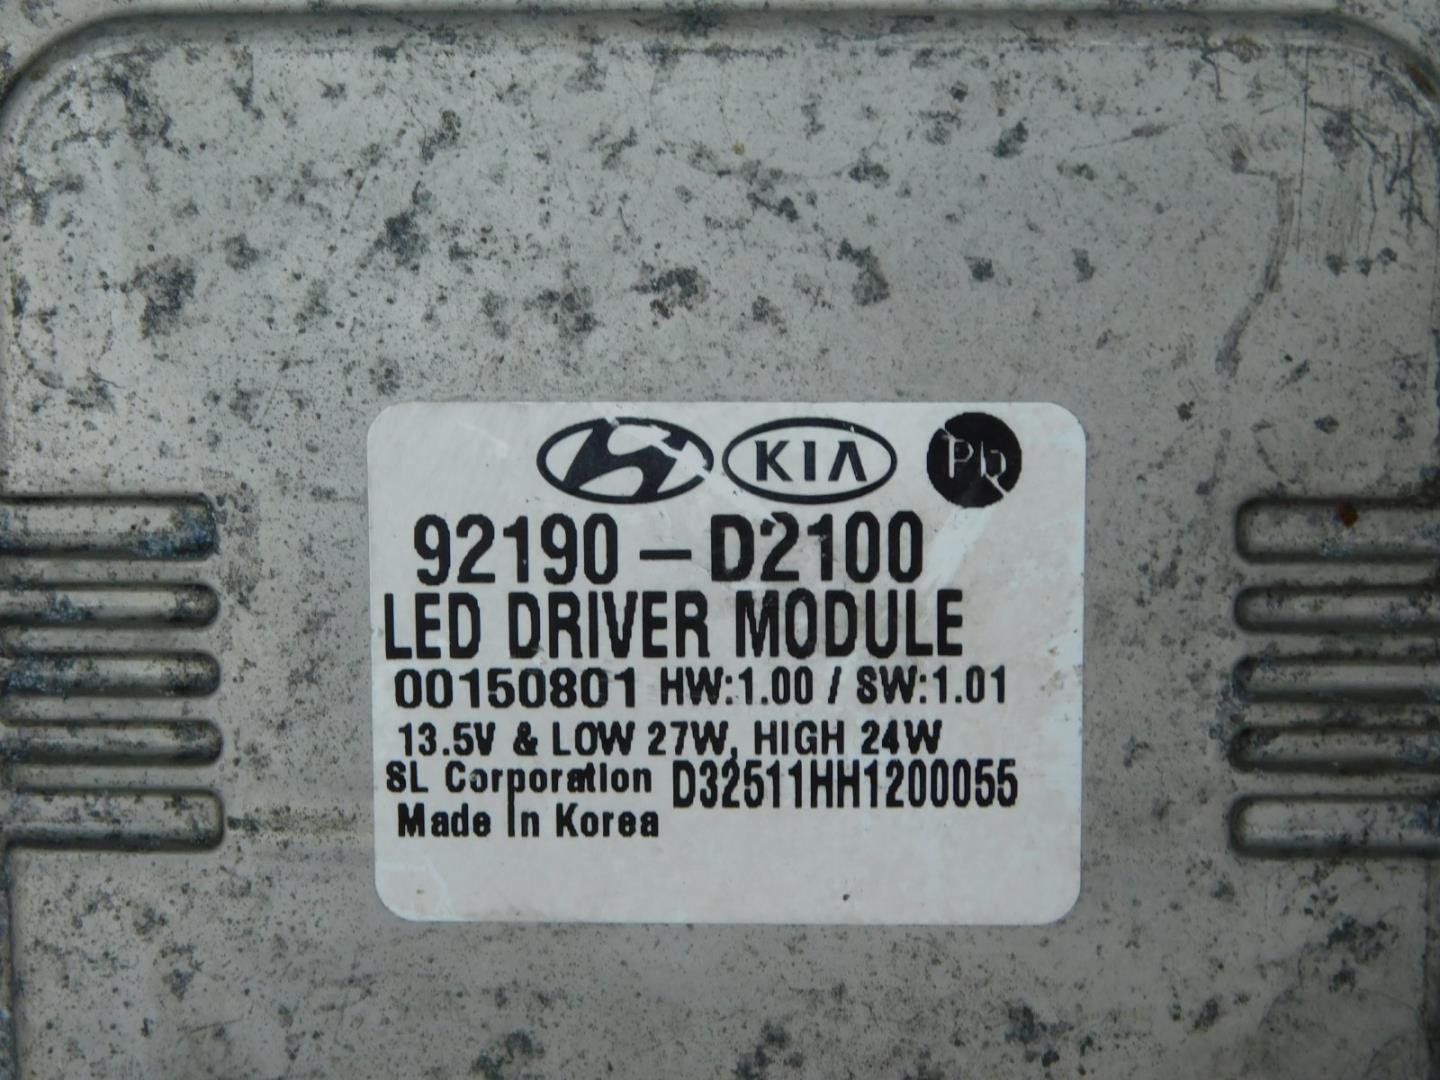 KIA Pb
92190-D2100
LED DRIVER MODULE
00150801 HW:1.00 / SW:1.01
13.5V & LOW 27W, HIGH 24W
SL Corporation D32511HH1200055
Made In Korea